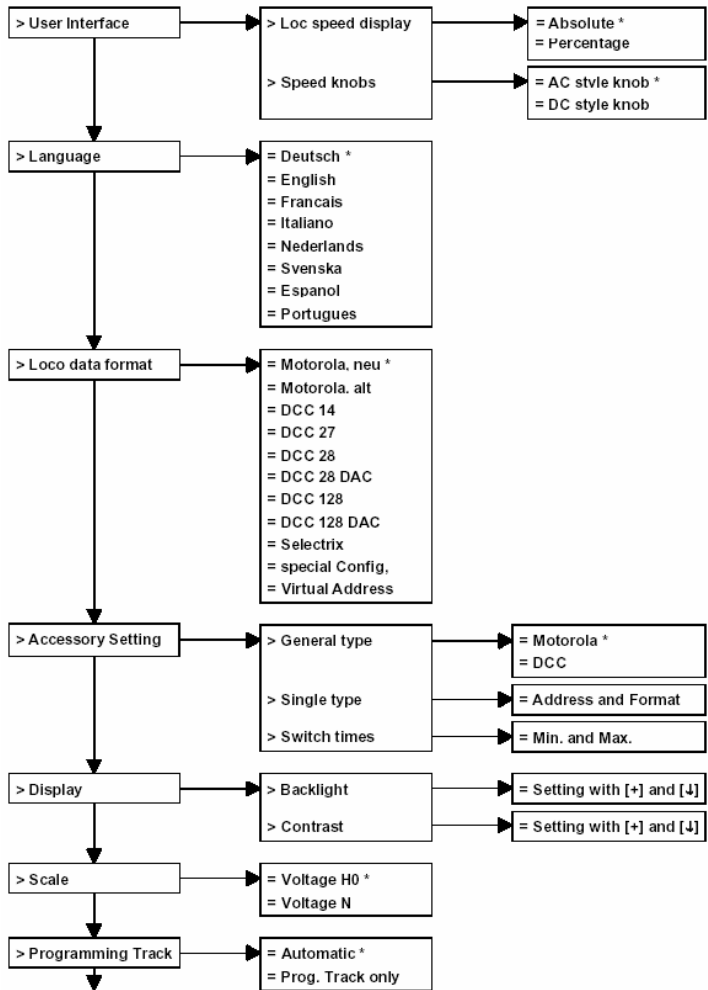 > User Interface
> Loc speed display
= Absolute *
= Percentage
> Speed knobs
= AC style knob *
= DC style knob
> Language
= Deutsch *
= English
= Francais
= Italiano
= Nederlands
= Svenska
= Espanol
= Portugues
> Loco data format
= Motorola, neu *
= Motorola. alt
= DCC 14
= DCC 27
= DCC 28
= DCC 28 DAC
= DCC 128
= DCC 128 DAC
= Selectrix
= special Config,
= Virtual Address
> Accessory Setting
> General type
= Motorola *
= DCC
> Single type
= Address and Format
> Switch times
= Min. and Max.
> Display
> Backlight
= Setting with [+] and [↓]
> Contrast
= Setting with [+] and [↓]
> Scale
= Voltage H0 *
= Voltage N
> Programming Track
= Automatic *
= Prog. Track only